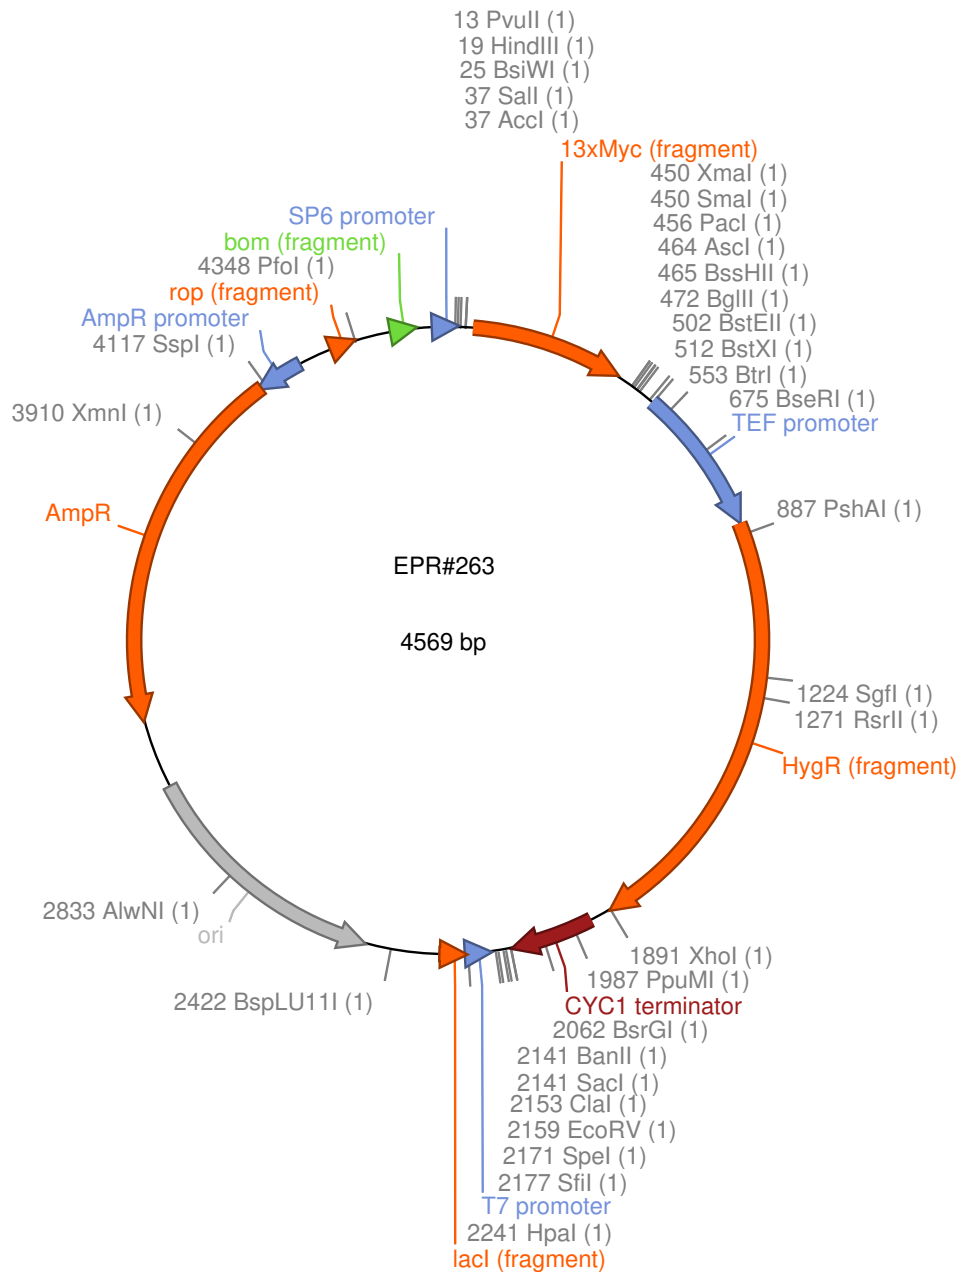 13 PvuII (1)
19 HindIII (1)
25 BsiWI (1)
37 SalI (1)
37 AccI (1)
13xMyc (fragment)
450 XmaI (1)
450 SmaI (1)
456 PacI (1)
464 AscI (1)
465 BssHII (1)
472 BglII (1)
502 BstEII (1)
512 BstXI (1)
553 BtrI (1)
675 BseRI (1)
TEF promoter
887 PshAI (1)
1224 SgfI (1)
1271 RsrII (1)
HygR (fragment)
1891 XhoI (1)
1987 PpuMI (1)
CYC1 terminator
2062 BsrGI (1)
2141 BanII (1)
2141 SacI (1)
2153 ClaI (1)
2159 EcoRV (1)
2171 SpeI (1)
2177 SfiI (1)
T7 promoter
2241 HpaI (1)
lacI (fragment)
2422 BspLU11I (1)
ori
2833 AlwNI (1)
AmpR
3910 XmnI (1)
4117 SspI (1)
AmpR promoter
rop (fragment)
4348 PfoI (1)
bom (fragment)
SP6 promoter
EPR#263
4569 bp